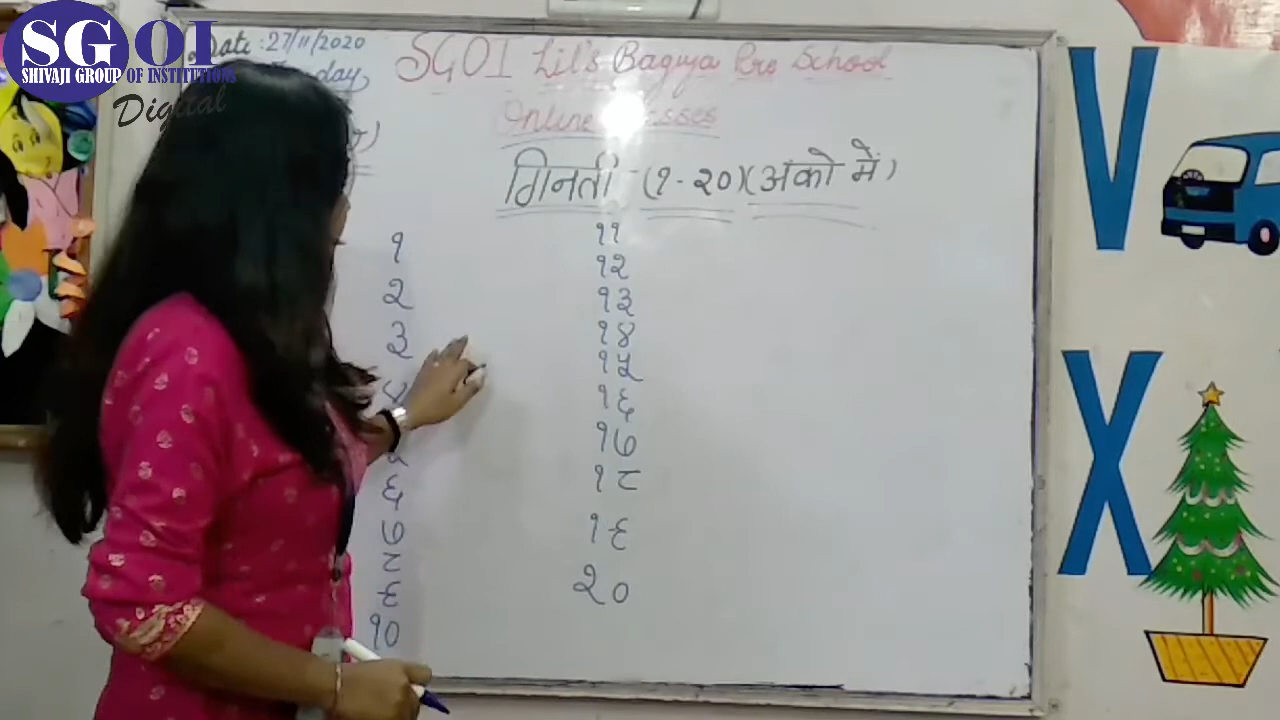 SGOI
SHIVAJI GROUP OF INSTITUTIONS
Digital
Date :27/11/2020
SGOI Lil's Bagiya Pre School
Online
गिनती - (१-२०) (अंको में)
१
२
३
४
६
७
८
९
१०
११
१२
१३
१४
१५
१६
१७
१८
१९
२०
V
X